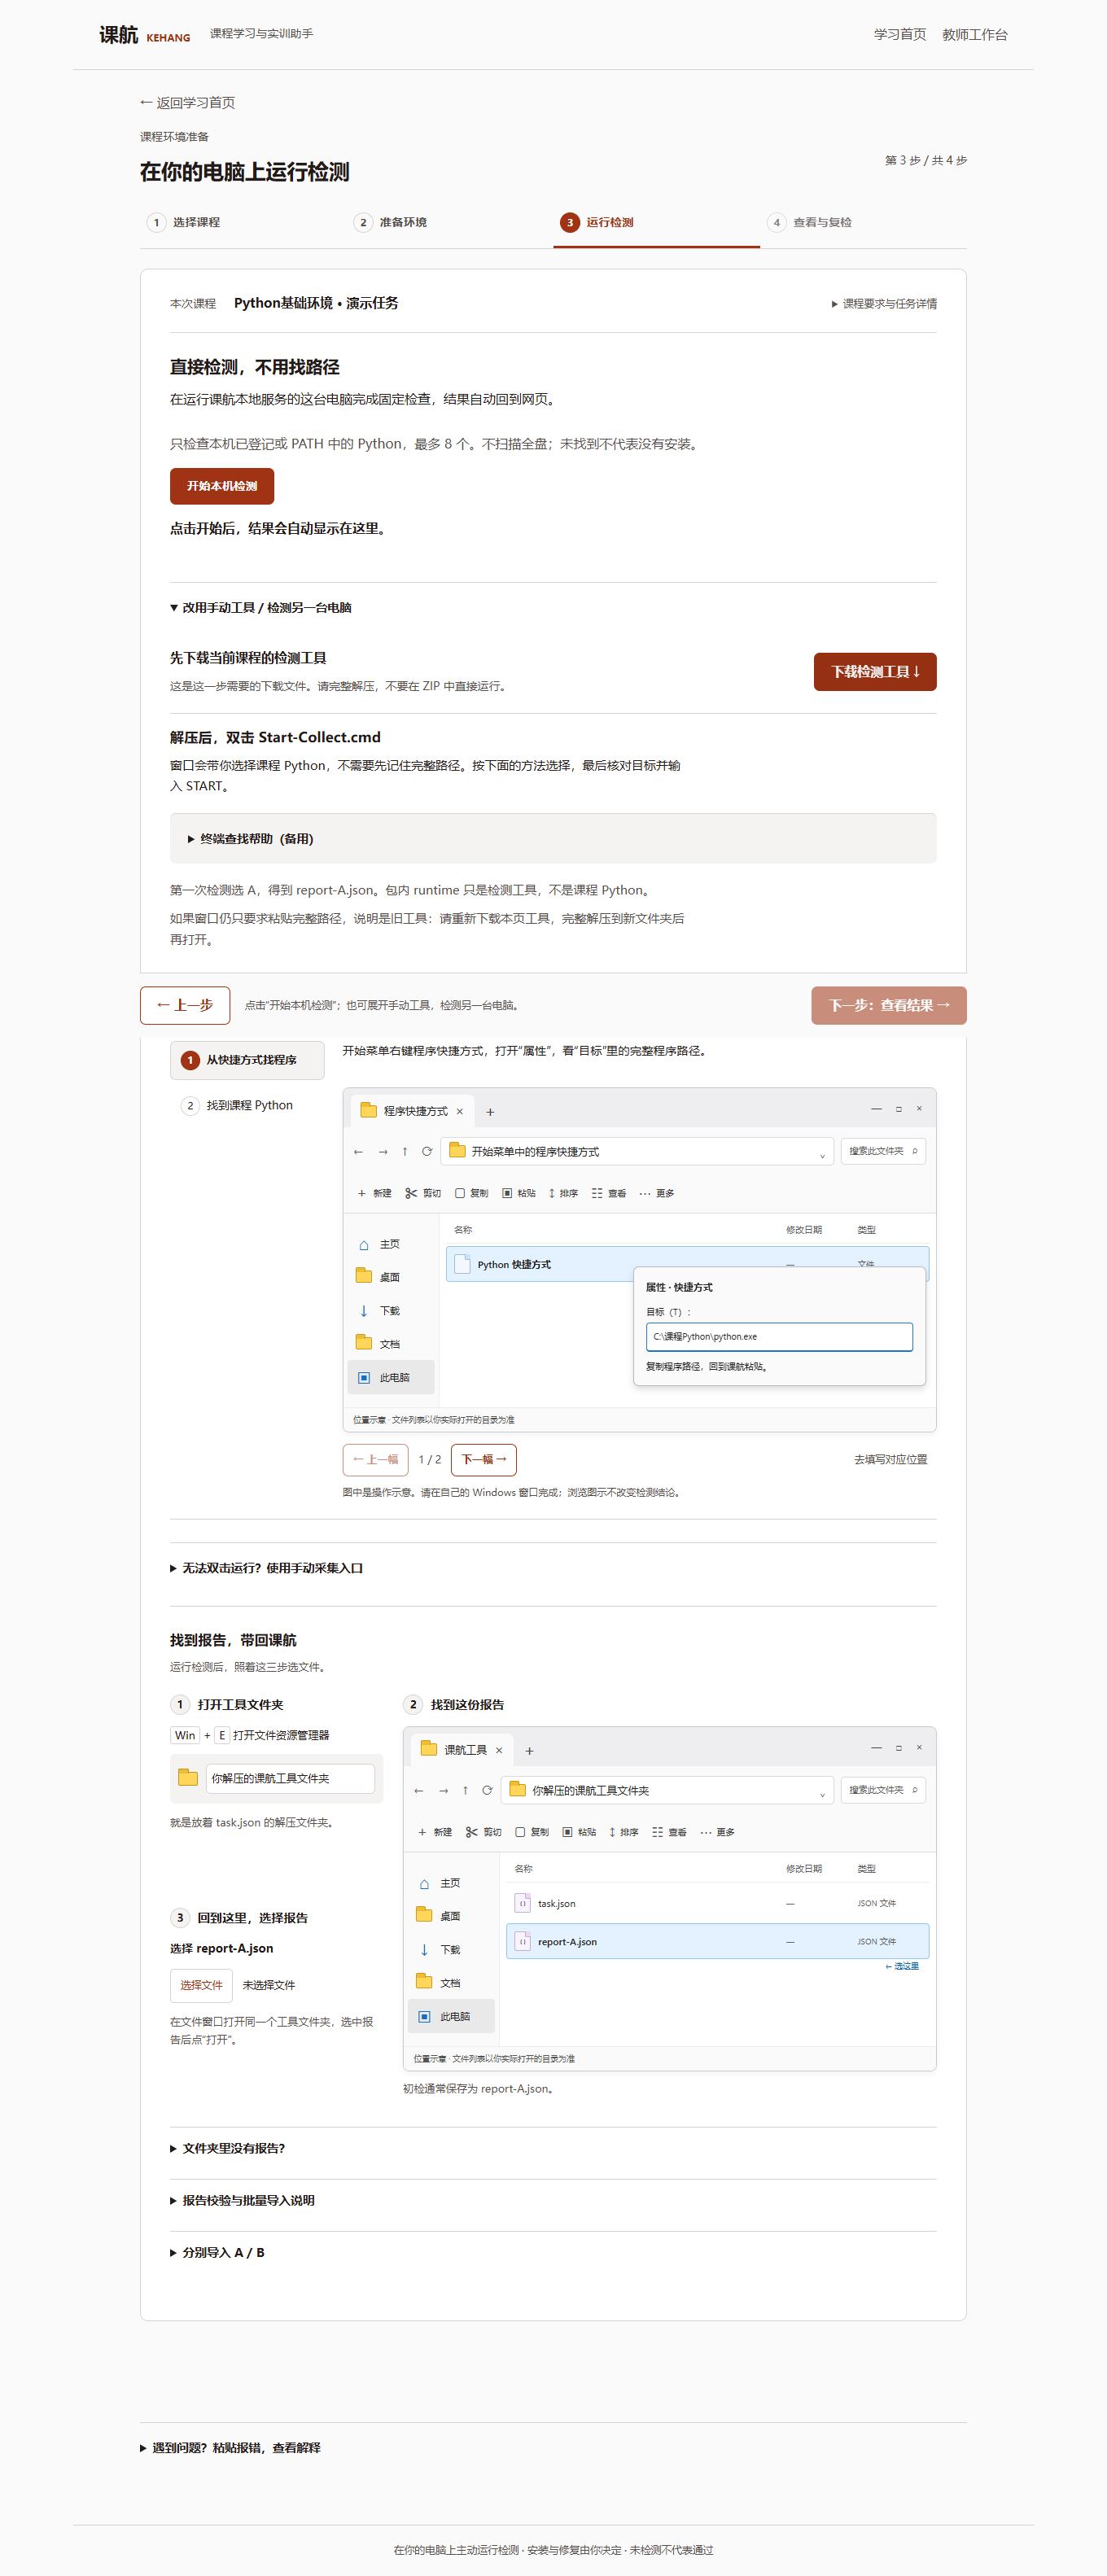 课航 KEHANG 课程学习与实训助手
学习首页 教师工作台
← 返回学习首页
课程环境准备
在你的电脑上运行检测
第 3 步 / 共 4 步
1 选择课程
2 准备环境
3 运行检测
4 查看与复检
本次课程 Python基础环境 • 演示任务
▶ 课程要求与任务详情
直接检测，不用找路径
在运行课航本地服务的这台电脑完成固定检查，结果自动回到网页。
只检查本机已登记或 PATH 中的 Python，最多 8 个。不扫描全盘；未找到不代表没有安装。
开始本机检测
点击开始后，结果会自动显示在这里。
▼ 改用手动工具 / 检测另一台电脑
先下载当前课程的检测工具
这是这一步需要的下载文件。请完整解压，不要在 ZIP 中直接运行。
下载检测工具 ↓
解压后，双击 Start-Collect.cmd
窗口会带你选择课程 Python，不需要先记住完整路径。按下面的方法选择，最后核对目标并输
入 START。
▶ 终端查找帮助（备用）
第一次检测选 A，得到 report-A.json。包内 runtime 只是检测工具，不是课程 Python。
如果窗口仍只要求粘贴完整路径，说明是旧工具：请重新下载本页工具，完整解压到新文件夹后
再打开。
← 上一步
点击“开始本机检测”；也可展开手动工具，检测另一台电脑。
下一步：查看结果 →
1 从快捷方式找程序
2 找到课程 Python
开始菜单右键程序快捷方式，打开“属性”，看“目标”里的完整程序路径。
程序快捷方式 × +
— □ ×
← → ↑ ⟳ 开始菜单中的程序快捷方式 ⌄
搜索此文件夹 ⌕
+ 新建 剪切 复制 粘贴 ↕ 排序 查看 ··· 更多
名称 修改日期 类型
主页
桌面
下载
文档
此电脑
Python 快捷方式 — 文件
属性 · 快捷方式
目标（T）：
C:\课程Python\python.exe
复制程序路径，回到课航粘贴。
位置示意 · 文件列表以你实际打开的目录为准
← 上一幅
1 / 2
下一幅 →
去填写对应位置
图中是操作示意。请在自己的 Windows 窗口完成；浏览图示不改变检测结论。
▶ 无法双击运行？使用手动采集入口
找到报告，带回课航
运行检测后，照着这三步选文件。
1 打开工具文件夹
Win + E 打开文件资源管理器
你解压的课航工具文件夹
就是放着 task.json 的解压文件夹。
2 找到这份报告
课航工具 × +
— □ ×
← → ↑ ⟳ 你解压的课航工具文件夹 ⌄
搜索此文件夹 ⌕
+ 新建 剪切 复制 粘贴 ↕ 排序 查看 ··· 更多
名称 修改日期 类型
主页
桌面
下载
文档
此电脑
task.json — JSON 文件
report-A.json — JSON 文件
← 选这里
位置示意 · 文件列表以你实际打开的目录为准
初检通常保存为 report-A.json。
3 回到这里，选择报告
选择 report-A.json
选择文件 未选择文件
在文件窗口打开同一个工具文件夹，选中报
告后点“打开”。
▶ 文件夹里没有报告？
▶ 报告校验与批量导入说明
▶ 分别导入 A / B
▶ 遇到问题？粘贴报错，查看解释
在你的电脑上主动运行检测 · 安装与修复由你决定 · 未检测不代表通过